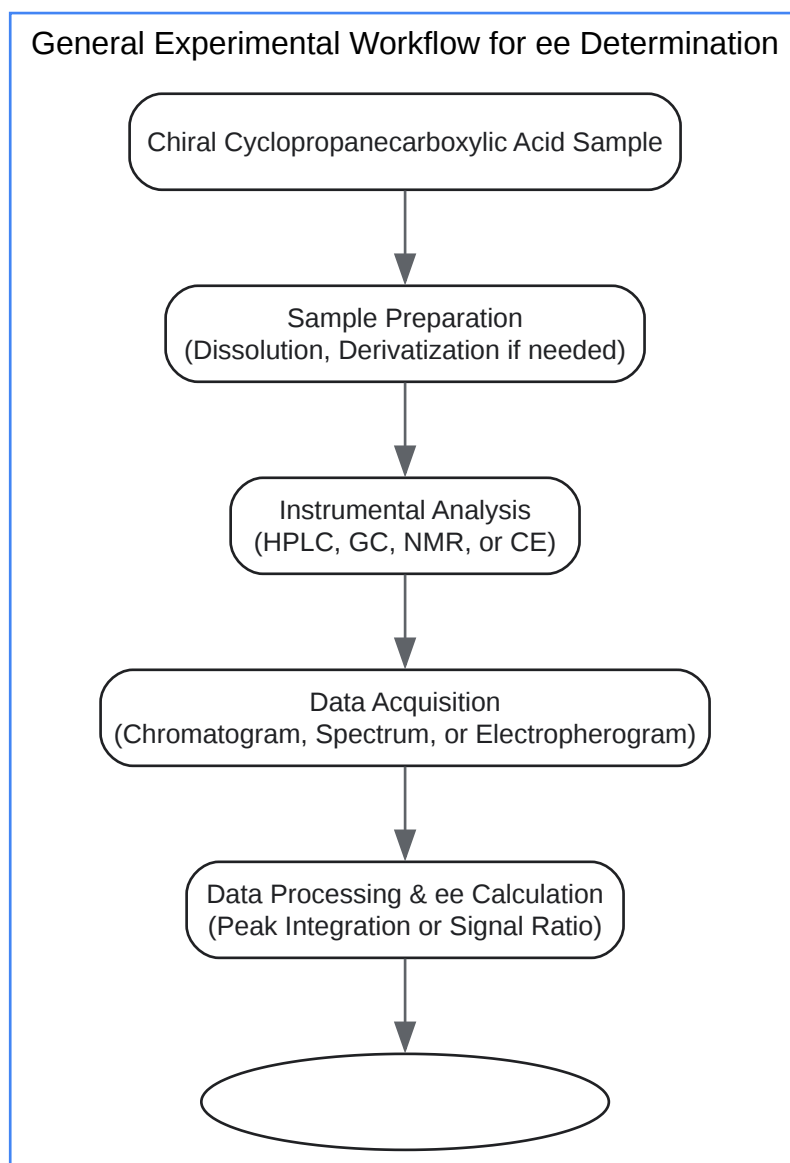 General Experimental Workflow for ee Determination
Chiral Cyclopropanecarboxylic Acid Sample
Sample Preparation
(Dissolution, Derivatization if needed)
Instrumental Analysis
(HPLC, GC, NMR, or CE)
Data Acquisition
(Chromatogram, Spectrum, or Electropherogram)
Data Processing & ee Calculation
(Peak Integration or Signal Ratio)